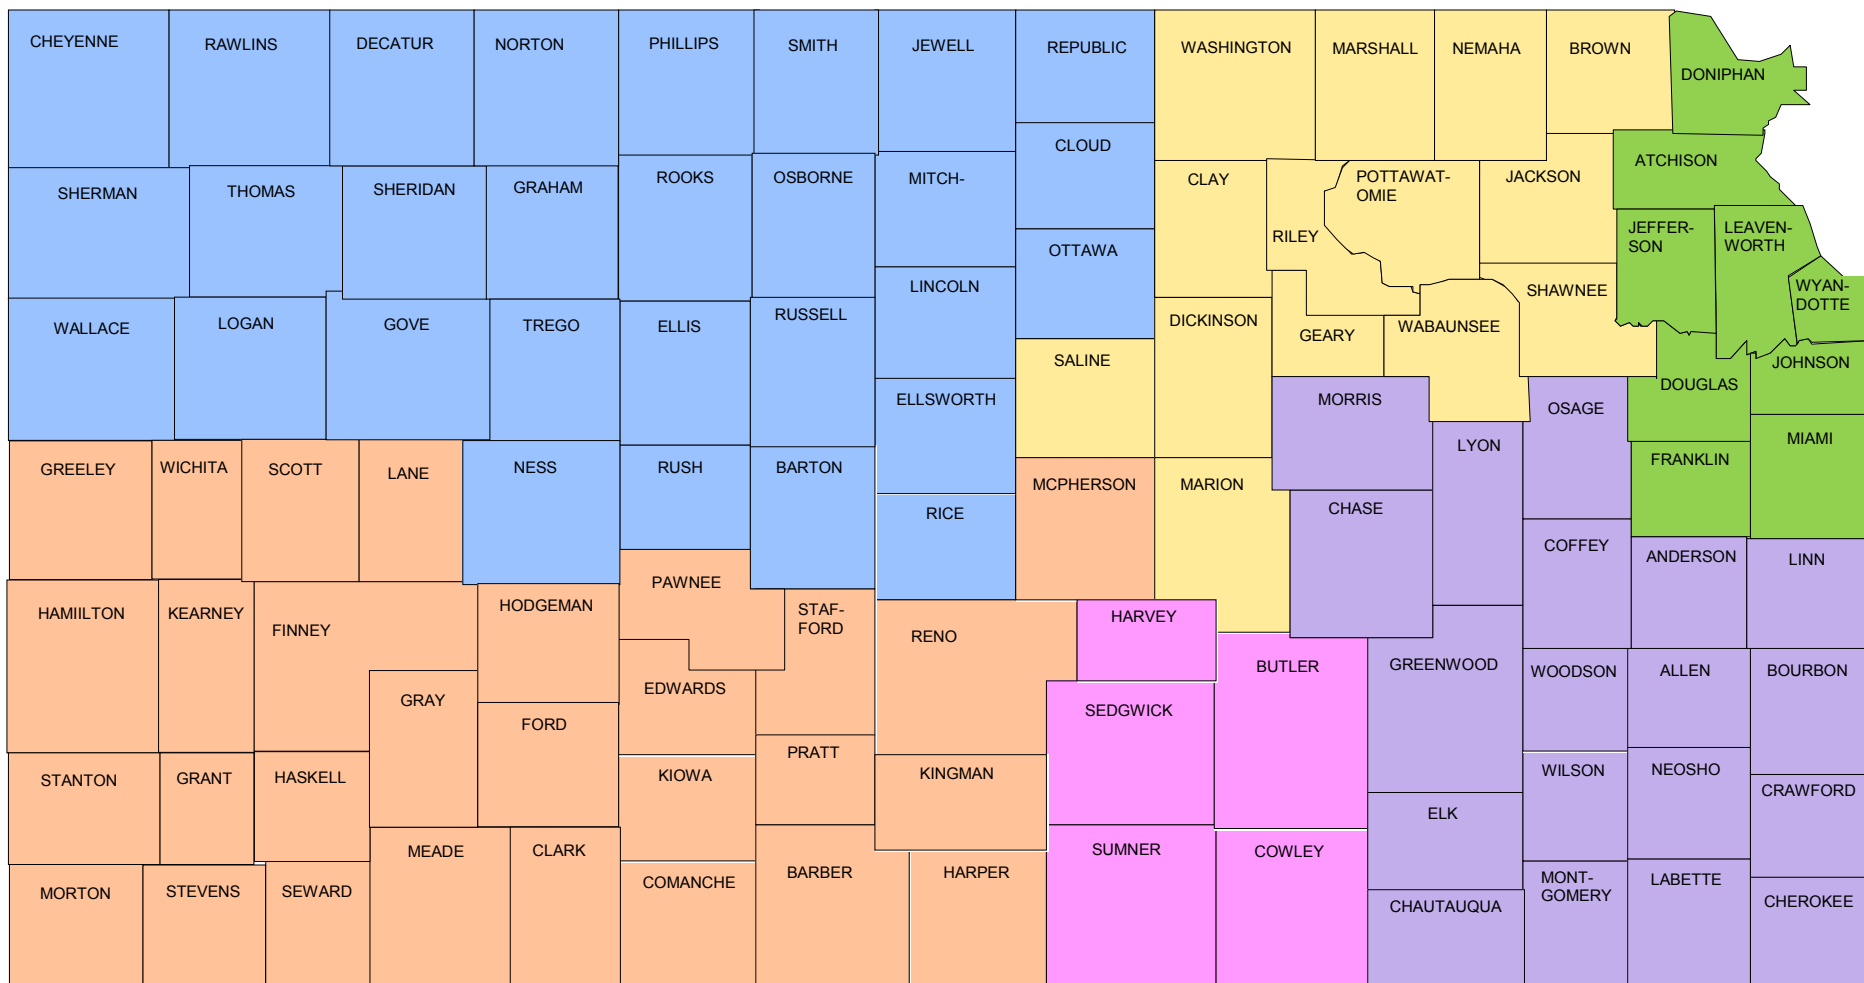 CHEYENNE
RAWLINS
DECATUR
NORTON
PHILLIPS
SMITH
JEWELL
REPUBLIC
WASHINGTON
MARSHALL
NEMAHA
BROWN
DONIPHAN
CLOUD
ATCHISON
SHERMAN
THOMAS
SHERIDAN
GRAHAM
ROOKS
OSBORNE
MITCH-
CLAY
POTTAWAT-
OMIE
JACKSON
RILEY
JEFFER-
SON
LEAVEN-
WORTH
OTTAWA
LINCOLN
SHAWNEE
WYAN-
DOTTE
WALLACE
LOGAN
GOVE
TREGO
ELLIS
RUSSELL
DICKINSON
GEARY
WABAUNSEE
SALINE
JOHNSON
DOUGLAS
ELLSWORTH
MORRIS
OSAGE
MIAMI
LYON
FRANKLIN
GREELEY
WICHITA
SCOTT
LANE
NESS
RUSH
BARTON
MCPHERSON
MARION
RICE
CHASE
COFFEY
ANDERSON
LINN
HAMIILTON
KEARNEY
FINNEY
HODGEMAN
PAWNEE
STAF-
FORD
RENO
HARVEY
BUTLER
GREENWOOD
WOODSON
ALLEN
BOURBON
GRAY
EDWARDS
SEDGWICK
FORD
PRATT
STANTON
GRANT
HASKELL
KIOWA
KINGMAN
WILSON
NEOSHO
CRAWFORD
ELK
MEADE
CLARK
SUMNER
COWLEY
MORTON
STEVENS
SEWARD
COMANCHE
BARBER
HARPER
MONT-
GOMERY
LABETTE
CHAUTAUQUA
CHEROKEE